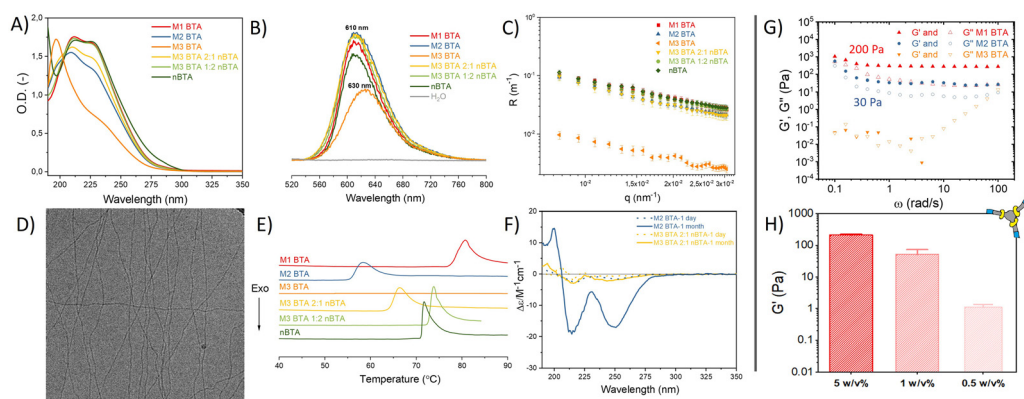 A)
M1 BTA
M2 BTA
M3 BTA
M3 BTA 2:1 nBTA
M3 BTA 1:2 nBTA
nBTA
O.D. (-)
2,0
1,5
1,0
0,5
0,0
200
250
300
350
Wavelength (nm)
B)
610 nm
630 nm
M1 BTA
M2 BTA
M3 BTA
M3 BTA 2:1 nBTA
M3 BTA 1:2 nBTA
nBTA
H2O
520
560
600
640
680
720
760
800
Wavelength (nm)
C)
M1 BTA
M2 BTA
M3 BTA
M3 BTA 2:1 nBTA
M3 BTA 1:2 nBTA
nBTA
R (m⁻¹)
10⁰
10⁻¹
10⁻²
10⁻²
1,5x10⁻²
2x10⁻²
2,5x10⁻²
3x10⁻²
q (nm⁻¹)
G)
G' and
G'' M1 BTA
G' and
G'' M2 BTA
G' and
G'' M3 BTA
200 Pa
30 Pa
G', G'' (Pa)
10⁶
10⁵
10⁴
10³
10²
10¹
10⁰
10⁻¹
10⁻²
10⁻³
0.1
1
10
100
ω (rad/s)
D)
E)
M1 BTA
M2 BTA
M3 BTA
M3 BTA 2:1 nBTA
M3 BTA 1:2 nBTA
nBTA
Exo
40
50
60
70
80
90
Temperature (°C)
F)
M2 BTA-1 day
M2 BTA-1 month
M3 BTA 2:1 nBTA-1 day
M3 BTA 2:1 nBTA-1 month
Δε/M⁻¹cm⁻¹
30
20
10
0
-10
-20
-30
200
225
250
275
300
325
350
Wavelength (nm)
H)
G' (Pa)
1000
100
10
1
0.1
0.01
5 w/v%
1 w/v%
0.5 w/v%